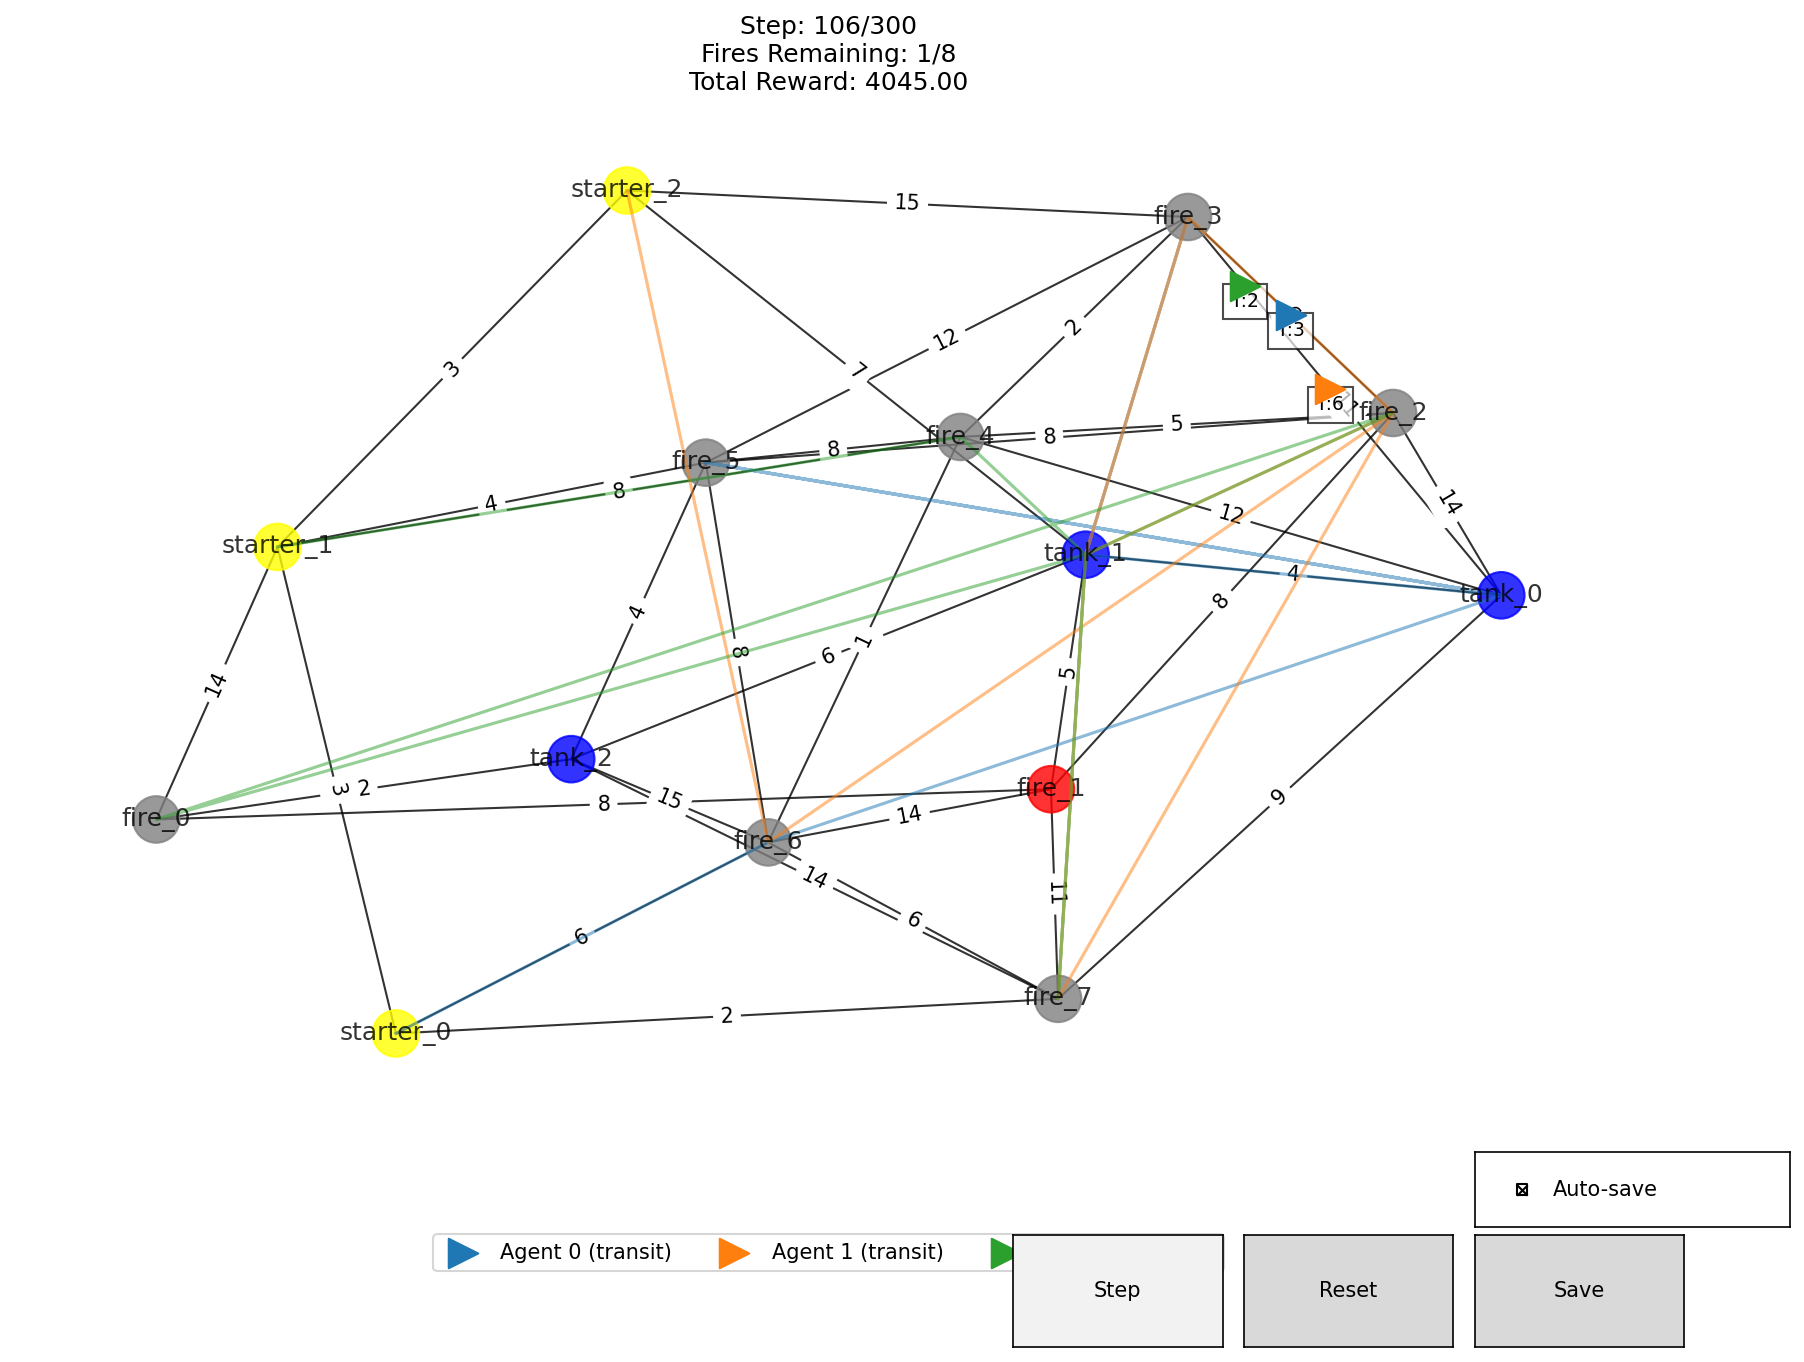 Step: 106/300
Fires Remaining: 1/8
Total Reward: 4045.00
starter_2
15
fire_3
T:2
T:3
12
2
3
7
T:6
fire_2
5
8
fire_4
8
fire_5
4
8
14
12
starter_1
tank_1
4
tank_0
8
4
8
1
6
5
14
tank_2
3
2
fire_1
15
8
9
14
fire_0
fire_6
14
11
6
6
fire_7
2
starter_0
Auto-save
Agent 0 (transit)
Agent 1 (transit)
Step
Reset
Save